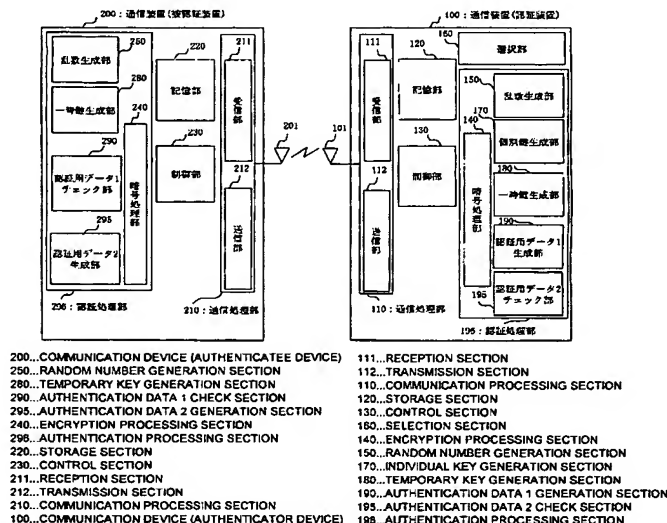 200：通信装置（被認証装置）
250
乱数生成部
280
一時鍵生成部
290
240
認証用データ1
チェック部
295
認証用データ2
生成部
暗号処理部
296：認証処理部
220
記憶部
230
制御部
211
受信部
212
送信部
210：通信処理部
201
101
100：通信装置（認証装置）
111
受信部
112
送信部
110：通信処理部
120
記憶部
130
制御部
160
選択部
150
乱数生成部
140
170
個別鍵生成部
180
一時鍵生成部
暗号処理部
190
認証用データ1
生成部
195
認証用データ2
チェック部
196：認証処理部
200...COMMUNICATION DEVICE (AUTHENTICATEE DEVICE)
250...RANDOM NUMBER GENERATION SECTION
280...TEMPORARY KEY GENERATION SECTION
290...AUTHENTICATION DATA 1 CHECK SECTION
295...AUTHENTICATION DATA 2 GENERATION SECTION
240...ENCRYPTION PROCESSING SECTION
296...AUTHENTICATION PROCESSING SECTION
220...STORAGE SECTION
230...CONTROL SECTION
211...RECEPTION SECTION
212...TRANSMISSION SECTION
210...COMMUNICATION PROCESSING SECTION
100...COMMUNICATION DEVICE (AUTHENTICATOR DEVICE)
111...RECEPTION SECTION
112...TRANSMISSION SECTION
110...COMMUNICATION PROCESSING SECTION
120...STORAGE SECTION
130...CONTROL SECTION
160...SELECTION SECTION
140...ENCRYPTION PROCESSING SECTION
150...RANDOM NUMBER GENERATION SECTION
170...INDIVIDUAL KEY GENERATION SECTION
180...TEMPORARY KEY GENERATION SECTION
190...AUTHENTICATION DATA 1 GENERATION SECTION
195...AUTHENTICATION DATA 2 CHECK SECTION
196...AUTHENTICATION PROCESSING SECTION